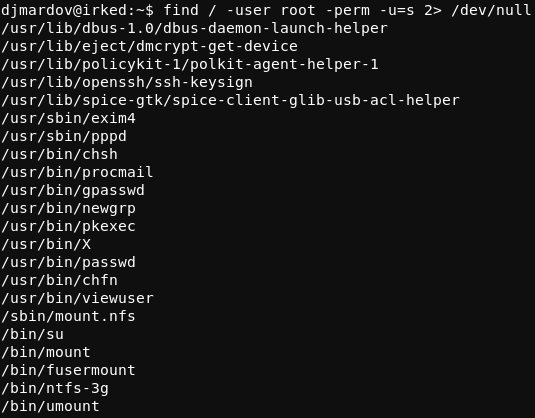 djmardov@irked:~$ find / -user root -perm -u=s 2> /dev/null
/usr/lib/dbus-1.0/dbus-daemon-launch-helper
/usr/lib/eject/dmcrypt-get-device
/usr/lib/policykit-1/polkit-agent-helper-1
/usr/lib/openssh/ssh-keysign
/usr/lib/spice-gtk/spice-client-glib-usb-acl-helper
/usr/sbin/exim4
/usr/sbin/pppd
/usr/bin/chsh
/usr/bin/procmail
/usr/bin/gpasswd
/usr/bin/newgrp
/usr/bin/pkexec
/usr/bin/X
/usr/bin/passwd
/usr/bin/chfn
/usr/bin/viewuser
/sbin/mount.nfs
/bin/su
/bin/mount
/bin/fusermount
/bin/ntfs-3g
/bin/umount